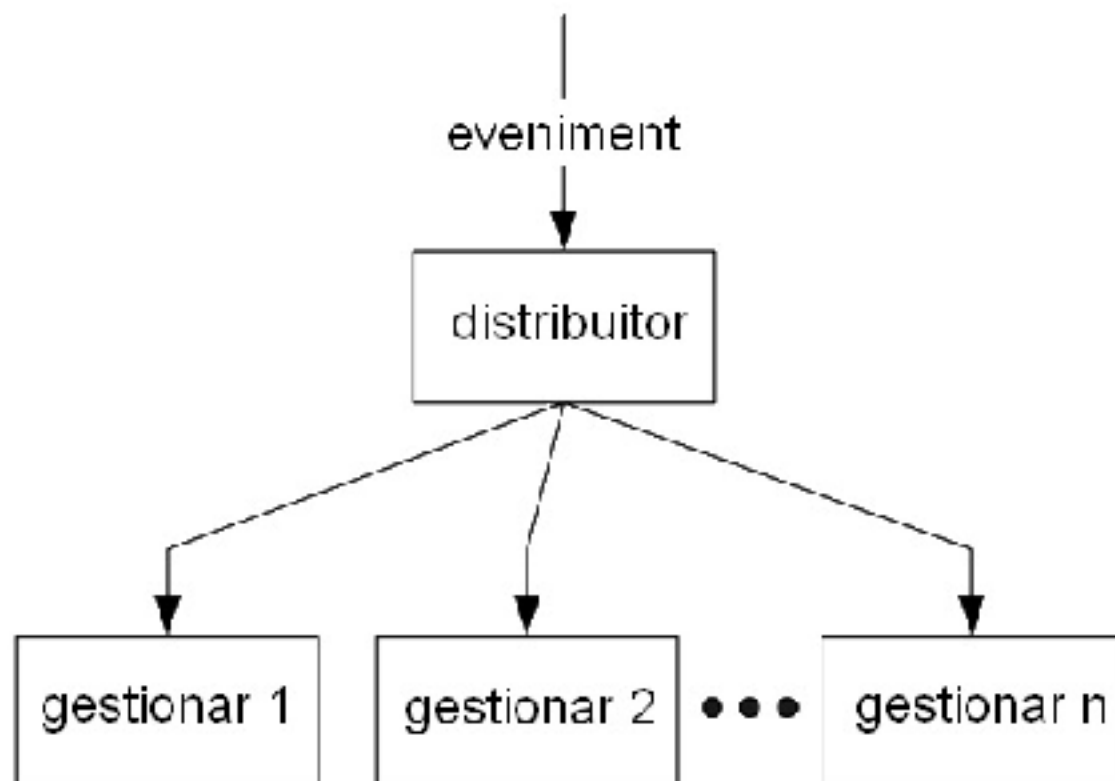 eveniment
distribuitor
gestionar 1
gestionar 2
gestionar n